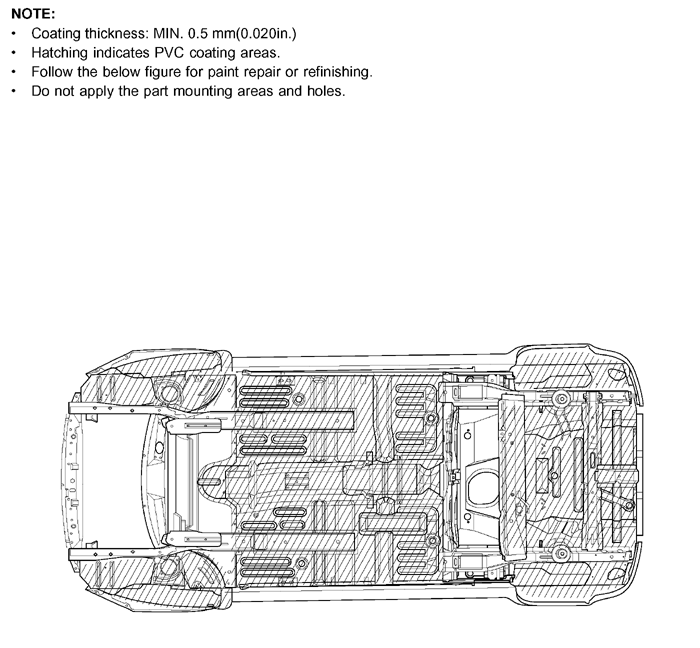 NOTE:
• Coating thickness: MIN. 0.5 mm(0.020in.)
• Hatching indicates PVC coating areas.
• Follow the below figure for paint repair or refinishing.
• Do not apply the part mounting areas and holes.